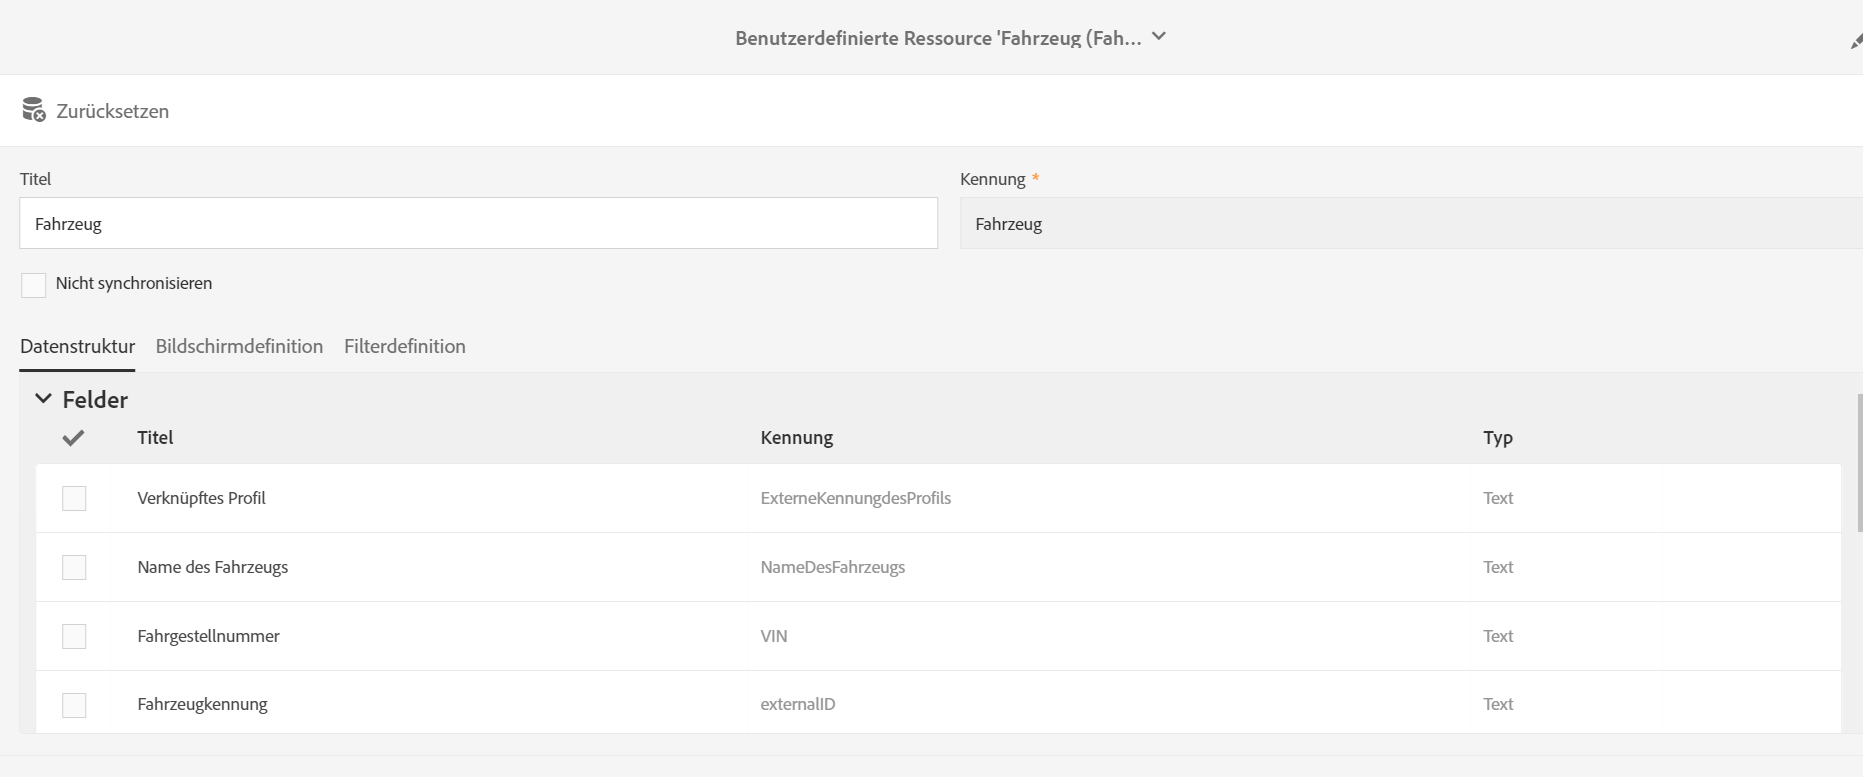 Benutzerdefinierte Ressource 'Fahrzeug (Fah...
Zurücksetzen
Titel
Kennung *
Fahrzeug
Fahrzeug
Nicht synchronisieren
Datenstruktur Bildschirmdefinition Filterdefinition
Felder
Titel Kennung Typ
Verknüpftes Profil ExterneKennungdesProfils Text
Name des Fahrzeugs NameDesFahrzeugs Text
Fahrgestellnummer VIN Text
Fahrzeugkennung externalID Text